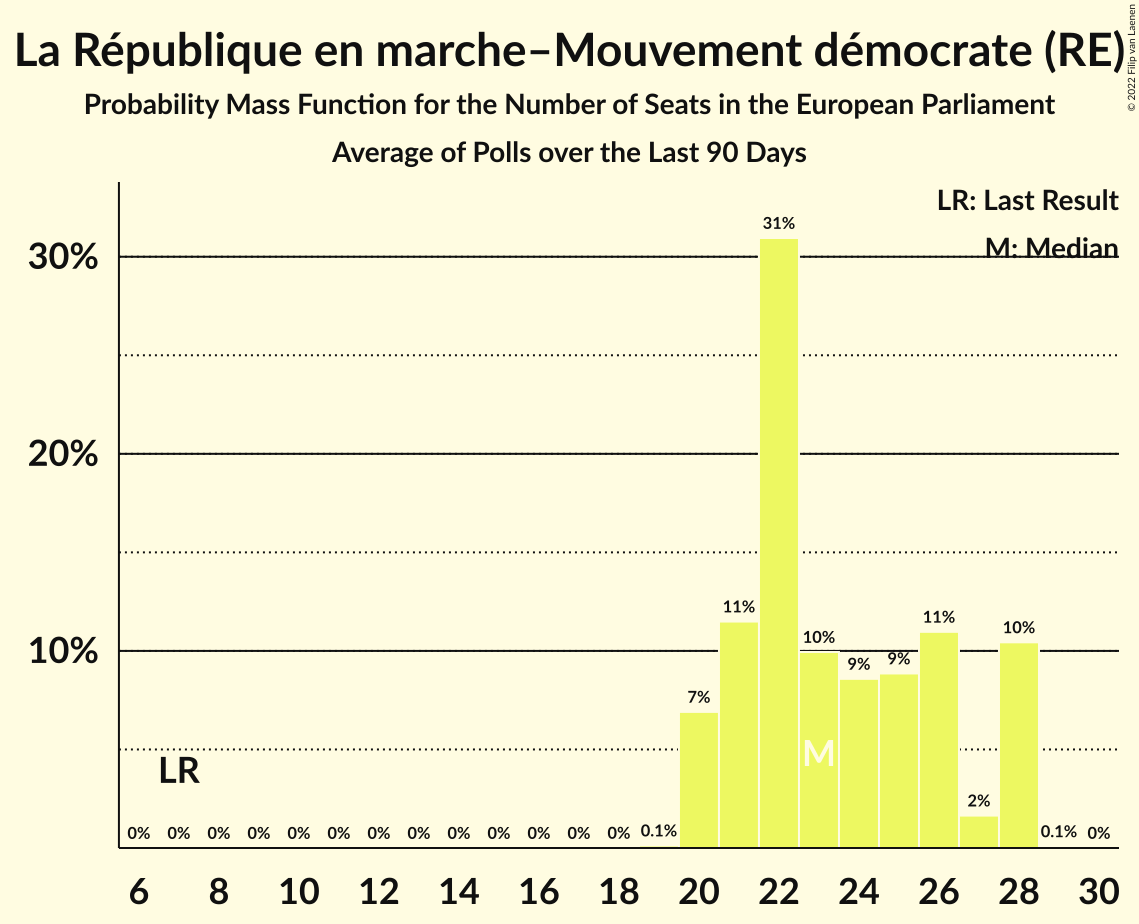 La République en marche–Mouvement démocrate (RE)
© 2022 Filip van Laenen
Probability Mass Function for the Number of Seats in the European Parliament
Average of Polls over the Last 90 Days
LR: Last Result
M: Median
30%
20%
10%
31%
11%
10%
9%
9%
11%
10%
7%
2%
M
LR
0% 0% 0% 0% 0% 0% 0% 0% 0% 0% 0% 0% 0% 0.1% 0.1% 0%
6 8 10 12 14 16 18 20 22 24 26 28 30